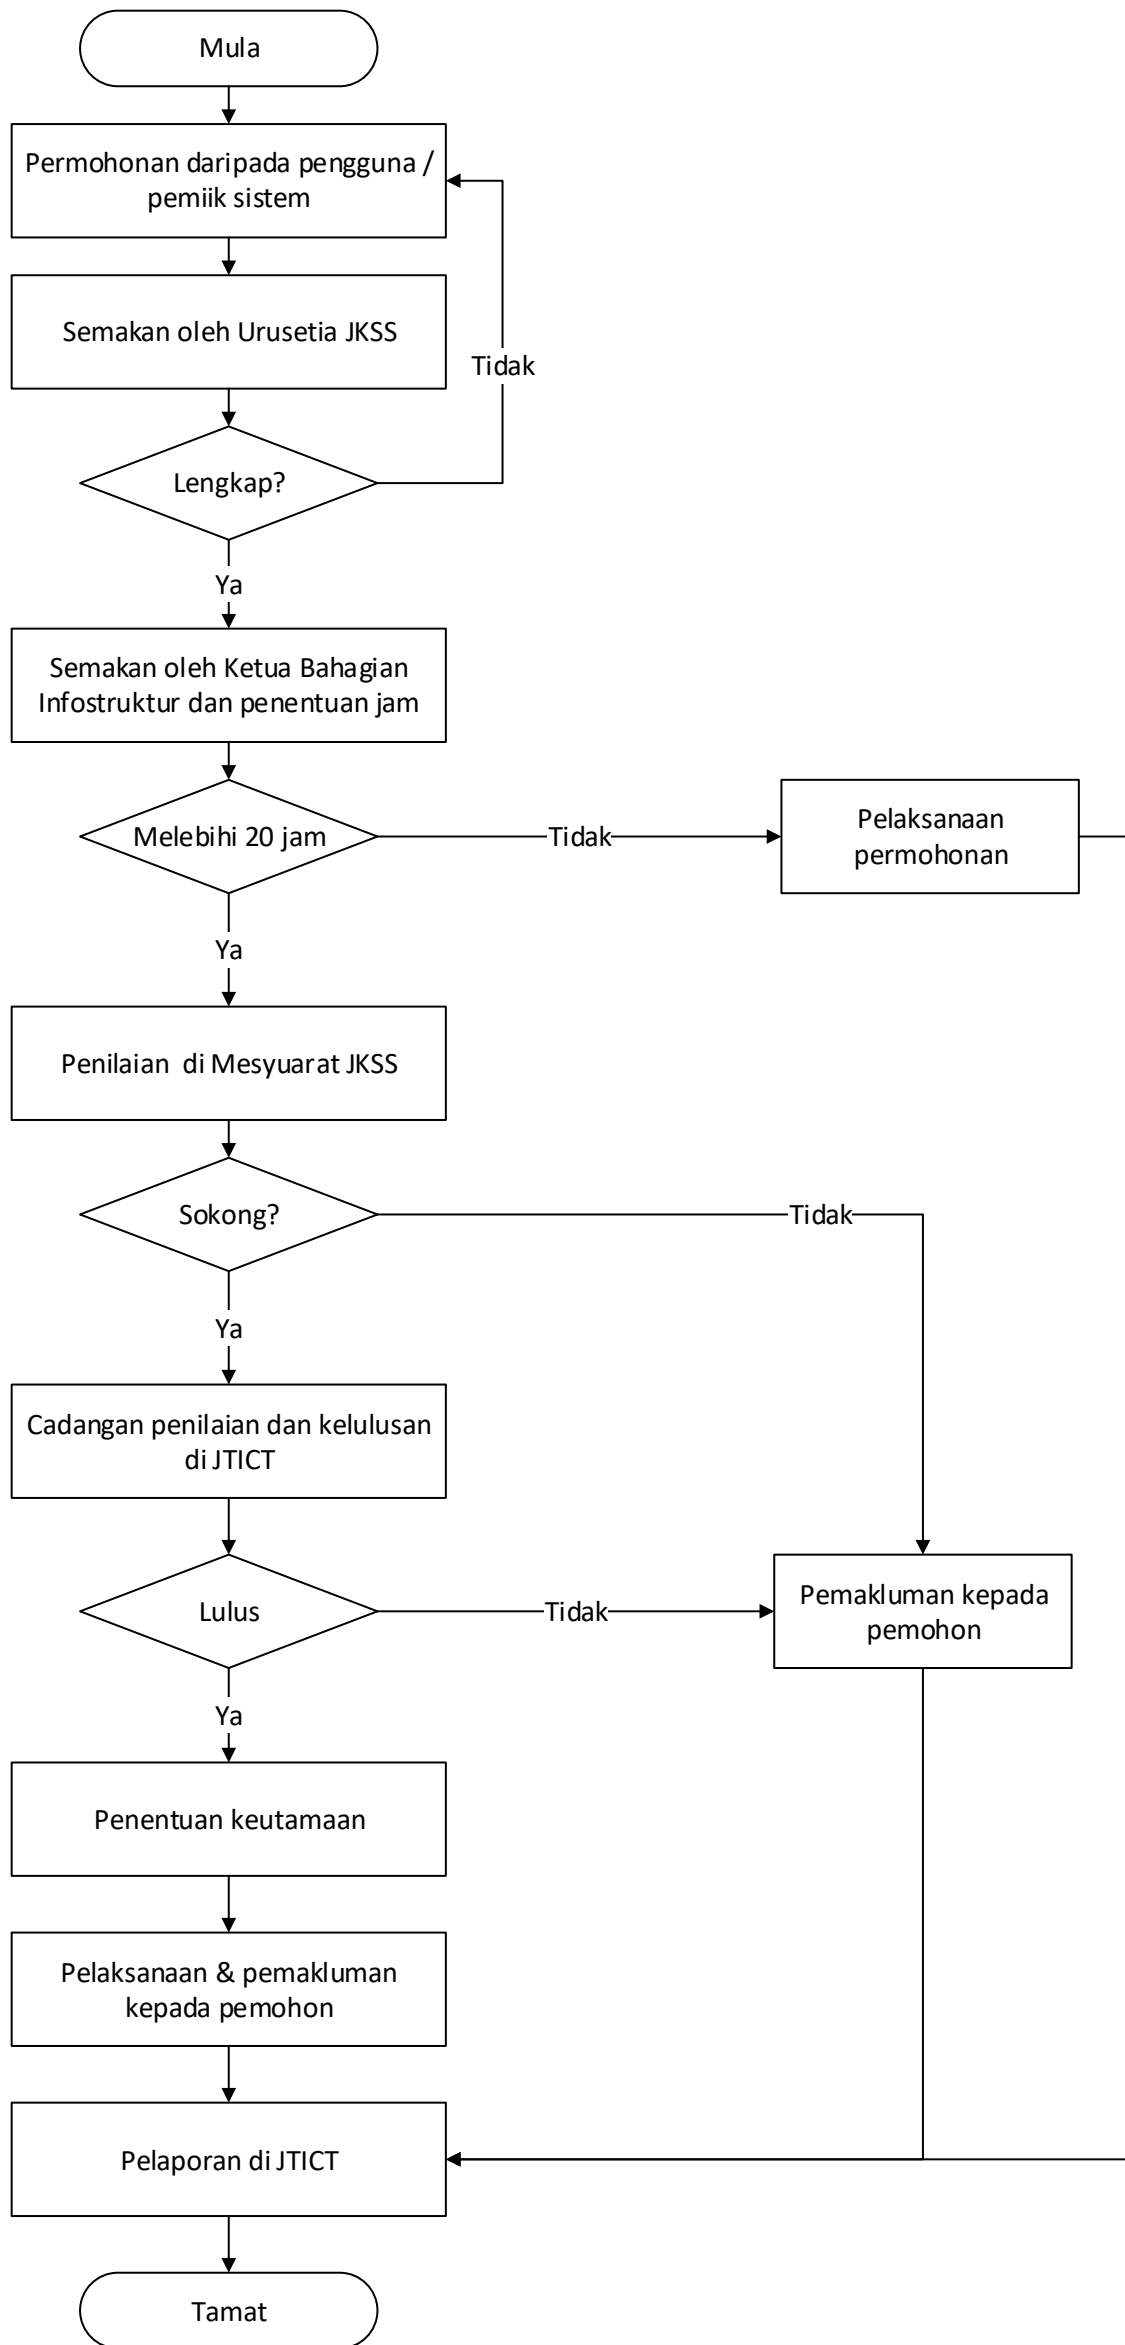 Mula
Permohonan daripada pengguna /
pemiik sistem
Semakan oleh Urusetia JKSS
Tidak
Lengkap?
Ya
Semakan oleh Ketua Bahagian
Infostruktur dan penentuan jam
Melebihi 20 jam
Tidak
Pelaksanaan
permohonan
Ya
Penilaian  di Mesyuarat JKSS
Sokong?
Tidak
Ya
Cadangan penilaian dan kelulusan
di JTICT
Lulus
Tidak
Pemakluman kepada
pemohon
Ya
Penentuan keutamaan
Pelaksanaan & pemakluman
kepada pemohon
Pelaporan di JTICT
Tamat